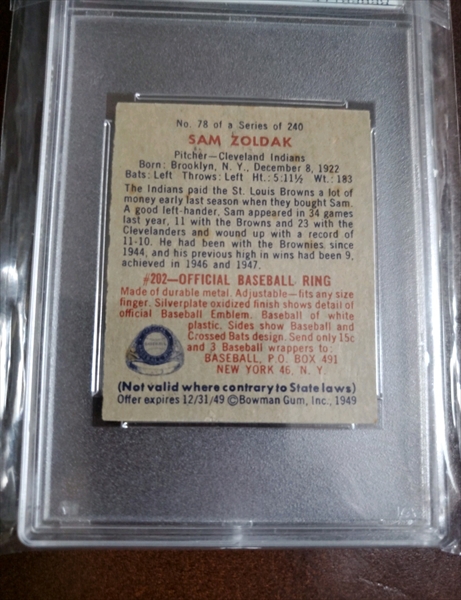 No. 78 of a Series of 240
SAM ZOLDAK
Pitcher—Cleveland Indians
Born: Brooklyn, N. Y., December 8, 1922
Bats: Left Throws: Left Ht.: 5:11½ Wt.: 183
The Indians paid the St. Louis Browns a lot of
money early last season when they bought Sam.
A good left-hander, Sam appeared in 34 games
last year, 11 with the Browns and 23 with the
Clevelanders and wound up with a record of
11-10. He had been with the Brownies since
1944, and his previous high in wins had been 9,
achieved in 1946 and 1947.
#202—OFFICIAL BASEBALL RING
Made of durable metal. Adjustable—fits any size
finger. Silverplate oxidized finish shows detail of
official Baseball Emblem. Baseball of white
plastic. Sides show Baseball and
Crossed Bats design. Send only 15c
and 3 Baseball wrappers to:
BASEBALL, P.O. BOX 491
NEW YORK 46, N. Y.
(Not valid where contrary to State laws)
Offer expires 12/31/49 ©Bowman Gum, Inc., 1949